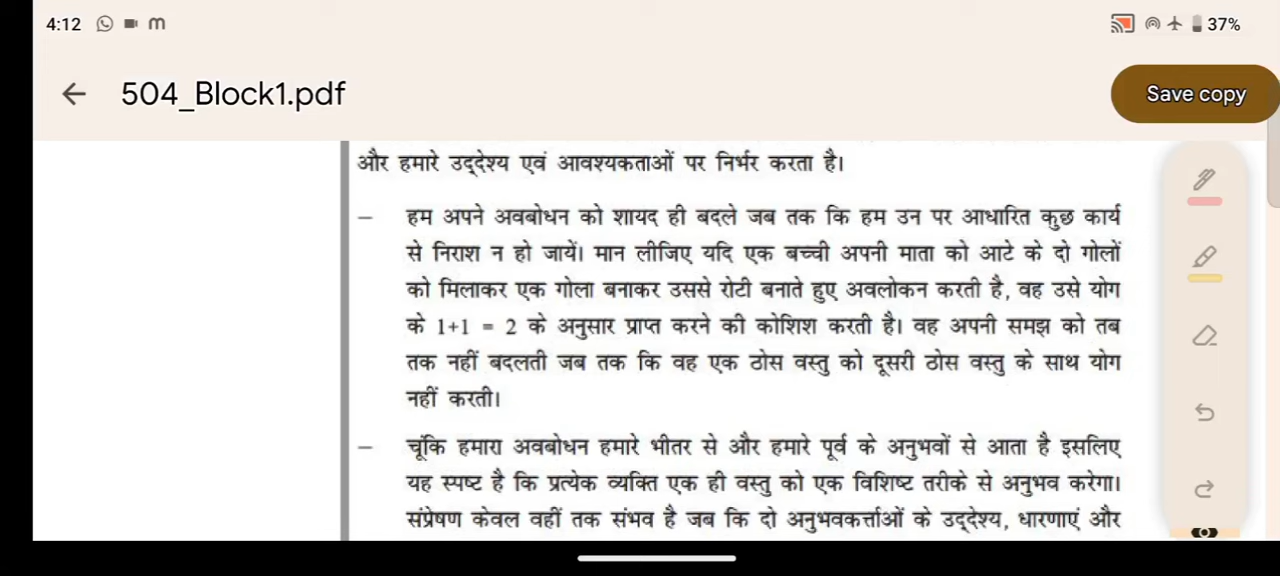 4:12 m 37%
504_Block1.pdf Save copy
और हमारे उद्देश्य एवं आवश्यकताओं पर निर्भर करता है।
– हम अपने अवबोधन को शायद ही बदले जब तक कि हम उन पर आधारित कुछ कार्य
से निराश न हो जायें। मान लीजिए यदि एक बच्ची अपनी माता को आटे के दो गोलों
को मिलाकर एक गोला बनाकर उससे रोटी बनाते हुए अवलोकन करती है, वह उसे योग
के 1+1 = 2 के अनुसार प्राप्त करने की कोशिश करती है। वह अपनी समझ को तब
तक नहीं बदलती जब तक कि वह एक ठोस वस्तु को दूसरी ठोस वस्तु के साथ योग
नहीं करती।
– चूंकि हमारा अवबोधन हमारे भीतर से और हमारे पूर्व के अनुभवों से आता है इसलिए
यह स्पष्ट है कि प्रत्येक व्यक्ति एक ही वस्तु को एक विशिष्ट तरीके से अनुभव करेगा।
संप्रेषण केवल वहीं तक संभव है जब कि दो अनुभवकर्त्ताओं के उद्देश्य, धारणाएं और